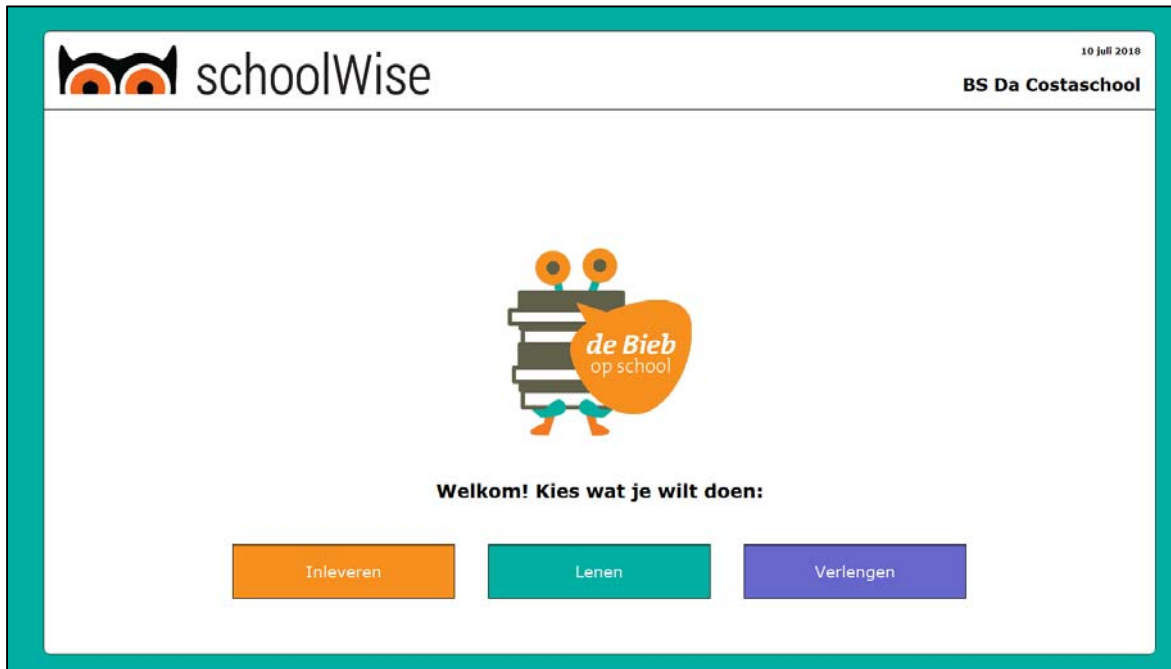 schoolWise
10 juli 2018
BS Da Costaschool
de Bieb
op school
Welkom! Kies wat je wilt doen:
Inleveren
Lenen
Verlengen